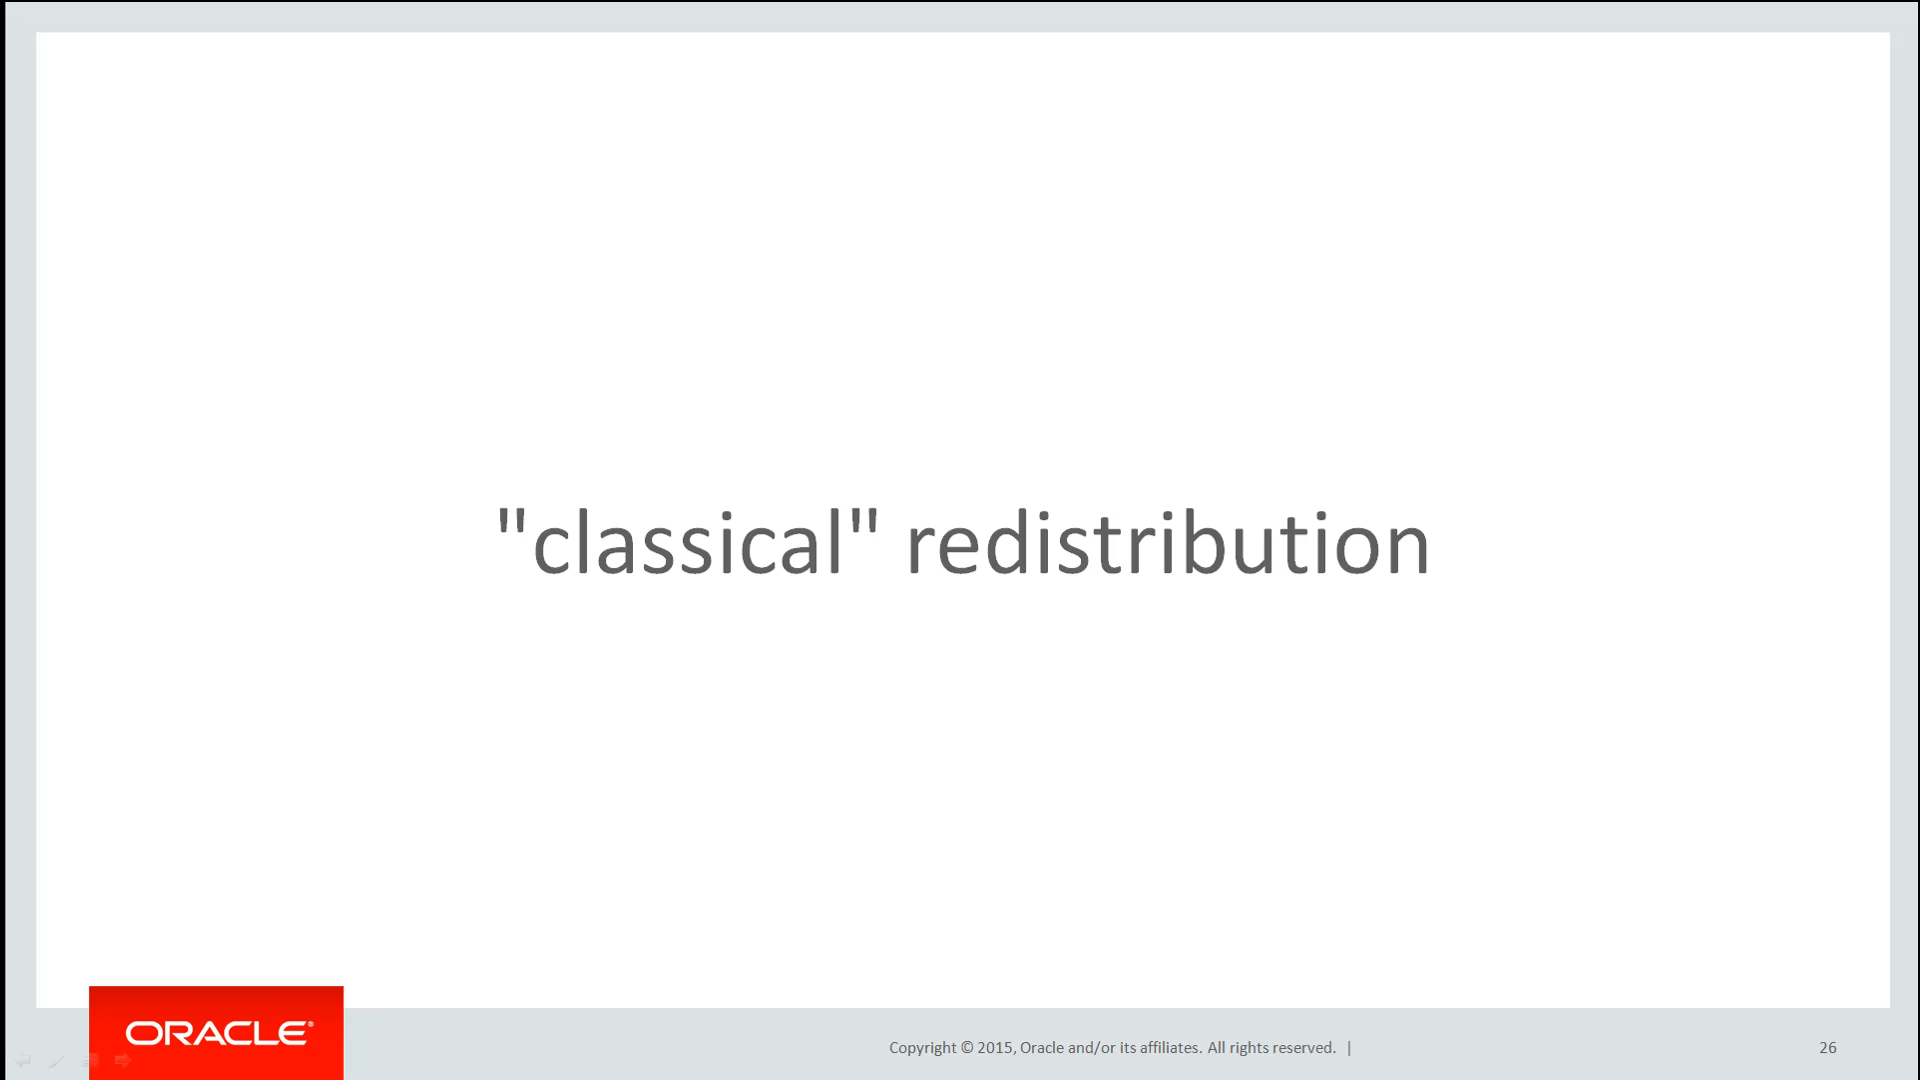 "classical" redistribution
ORACLE®
Copyright © 2015, Oracle and/or its affiliates. All rights reserved. |
26